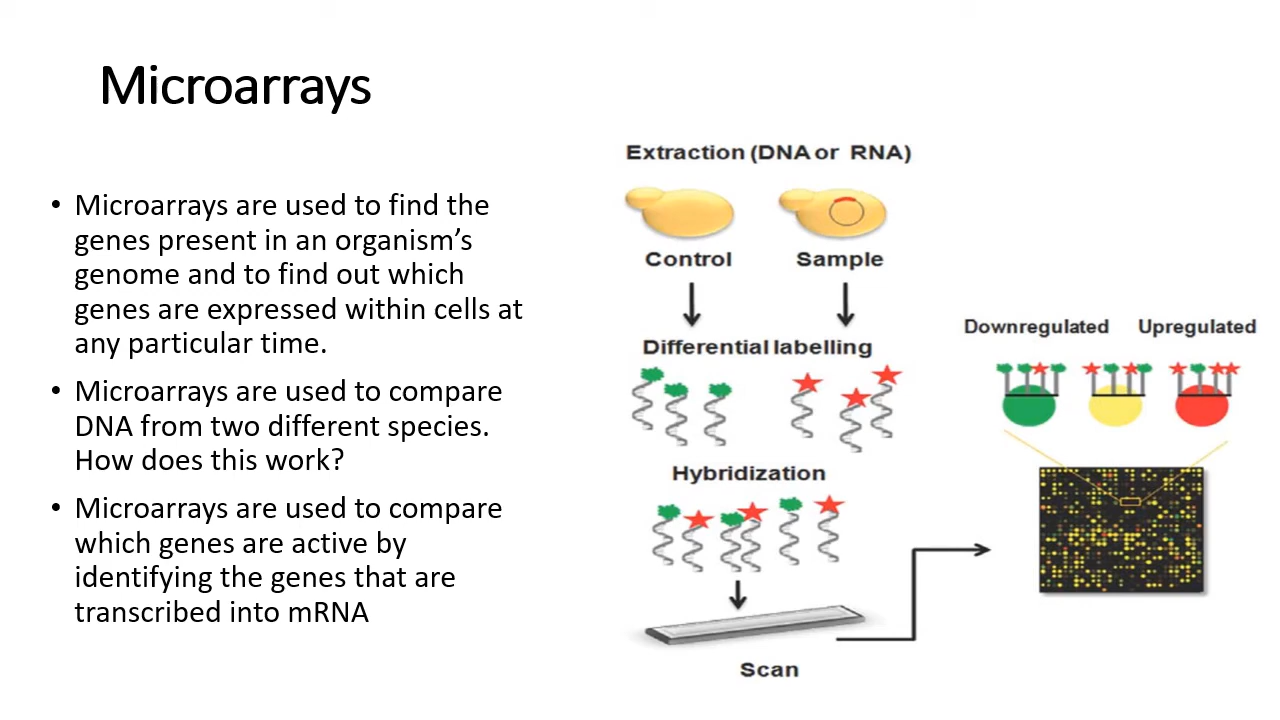 Microarrays
• Microarrays are used to find the
genes present in an organism’s
genome and to find out which
genes are expressed within cells at
any particular time.
• Microarrays are used to compare
DNA from two different species.
How does this work?
• Microarrays are used to compare
which genes are active by
identifying the genes that are
transcribed into mRNA
Extraction (DNA or RNA)
Control Sample
Differential labelling
Hybridization
Scan
Downregulated Upregulated